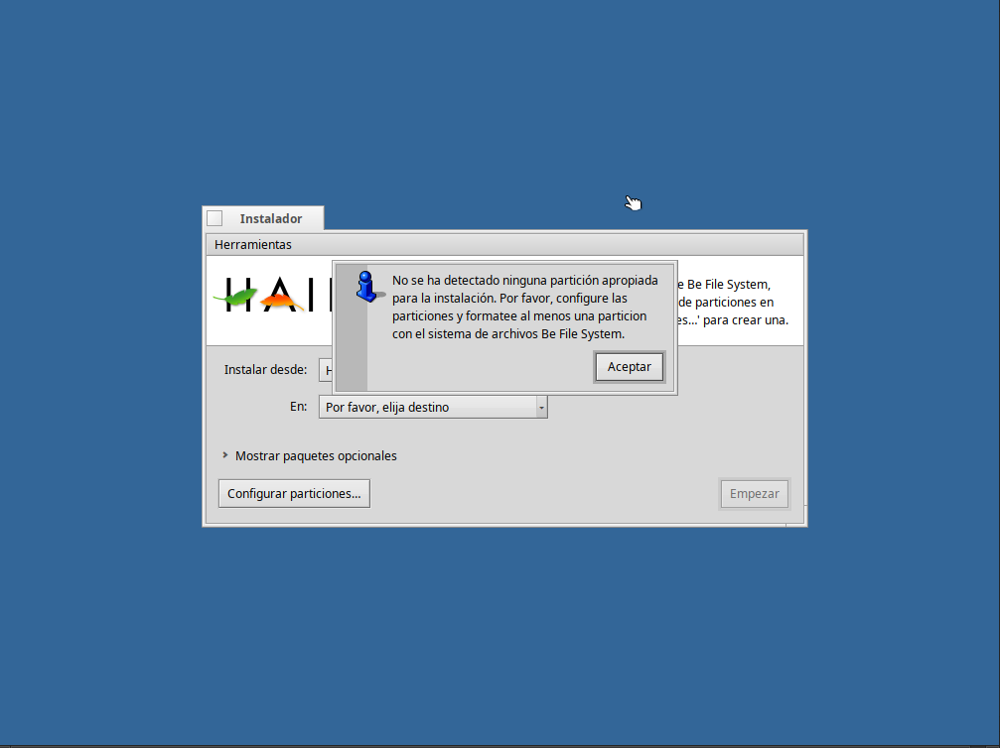 Instalador
Herramientas
HAI
No se ha detectado ninguna partición apropiada
para la instalación. Por favor, configure las
particiones y formatee al menos una particion
con el sistema de archivos Be File System.
Aceptar
e Be File System,
de particiones en
es...' para crear una.
Instalar desde: H
En: Por favor, elija destino
Mostrar paquetes opcionales
Configurar particiones...
Empezar